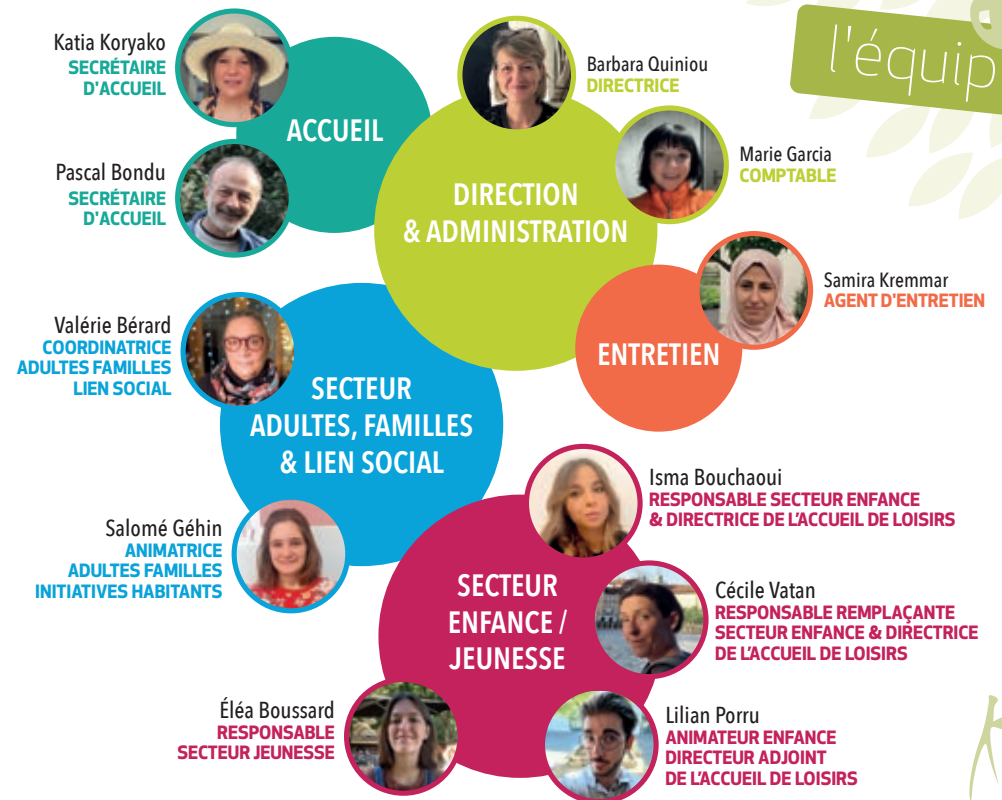 l'équip
Katia Koryako
SECRÉTAIRE
D'ACCUEIL
Pascal Bondu
SECRÉTAIRE
D'ACCUEIL
ACCUEIL
Barbara Quiniou
DIRECTRICE
Marie Garcia
COMPTABLE
DIRECTION
& ADMINISTRATION
Samira Kremmar
AGENT D'ENTRETIEN
ENTRETIEN
Valérie Bérard
COORDINATRICE
ADULTES FAMILLES
LIEN SOCIAL
SECTEUR
ADULTES, FAMILLES
& LIEN SOCIAL
Salomé Géhin
ANIMATRICE
ADULTES FAMILLES
INITIATIVES HABITANTS
Isma Bouchaoui
RESPONSABLE SECTEUR ENFANCE
& DIRECTRICE DE L'ACCUEIL DE LOISIRS
SECTEUR
ENFANCE /
JEUNESSE
Cécile Vatan
RESPONSABLE REMPLAÇANTE
SECTEUR ENFANCE & DIRECTRICE
DE L'ACCUEIL DE LOISIRS
Éléa Boussard
RESPONSABLE
SECTEUR JEUNESSE
Lilian Porru
ANIMATEUR ENFANCE
DIRECTEUR ADJOINT
DE L'ACCUEIL DE LOISIRS